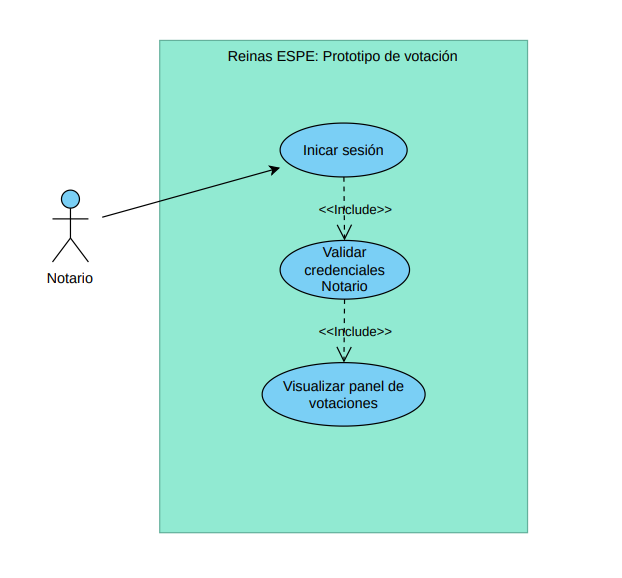 Reinas ESPE: Prototipo de votación
Inicar sesión
<<Include>>
Notario
Validar
credenciales
Notario
<<Include>>
Visualizar panel de
votaciones